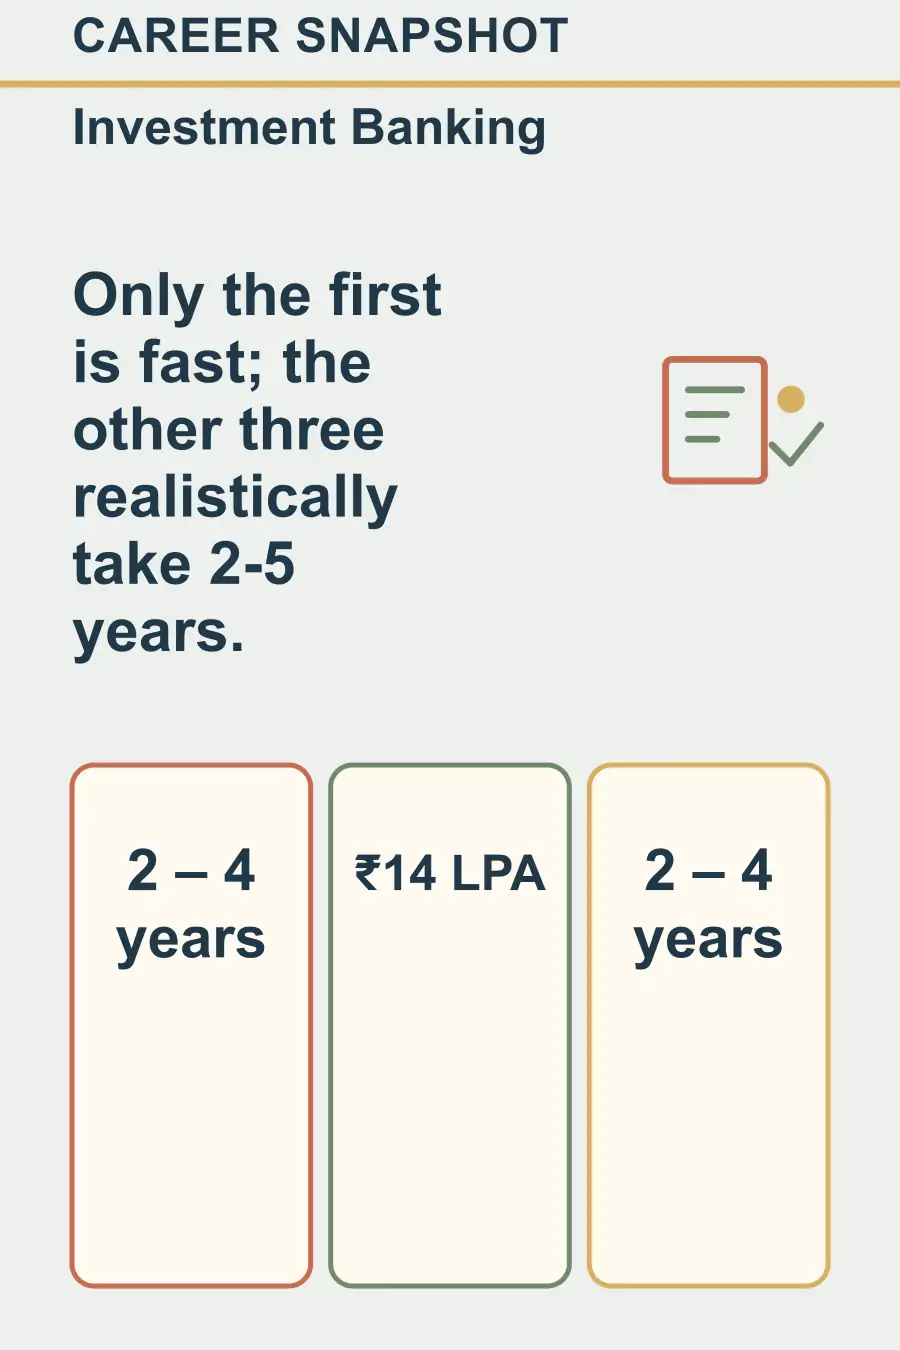 CAREER SNAPSHOT
Investment Banking
Only the first
is fast; the
other three
realistically
take 2-5
years.
2 – 4
years
₹14 LPA
2 – 4
years